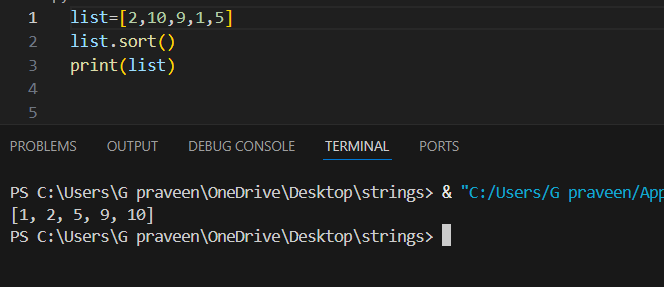 1 list=[2,10,9,1,5]
2 list.sort()
3 print(list)
4
5
PROBLEMS OUTPUT DEBUG CONSOLE TERMINAL PORTS
PS C:\Users\G praveen\OneDrive\Desktop\strings> & "C:/Users/G praveen/App
[1, 2, 5, 9, 10]
PS C:\Users\G praveen\OneDrive\Desktop\strings>